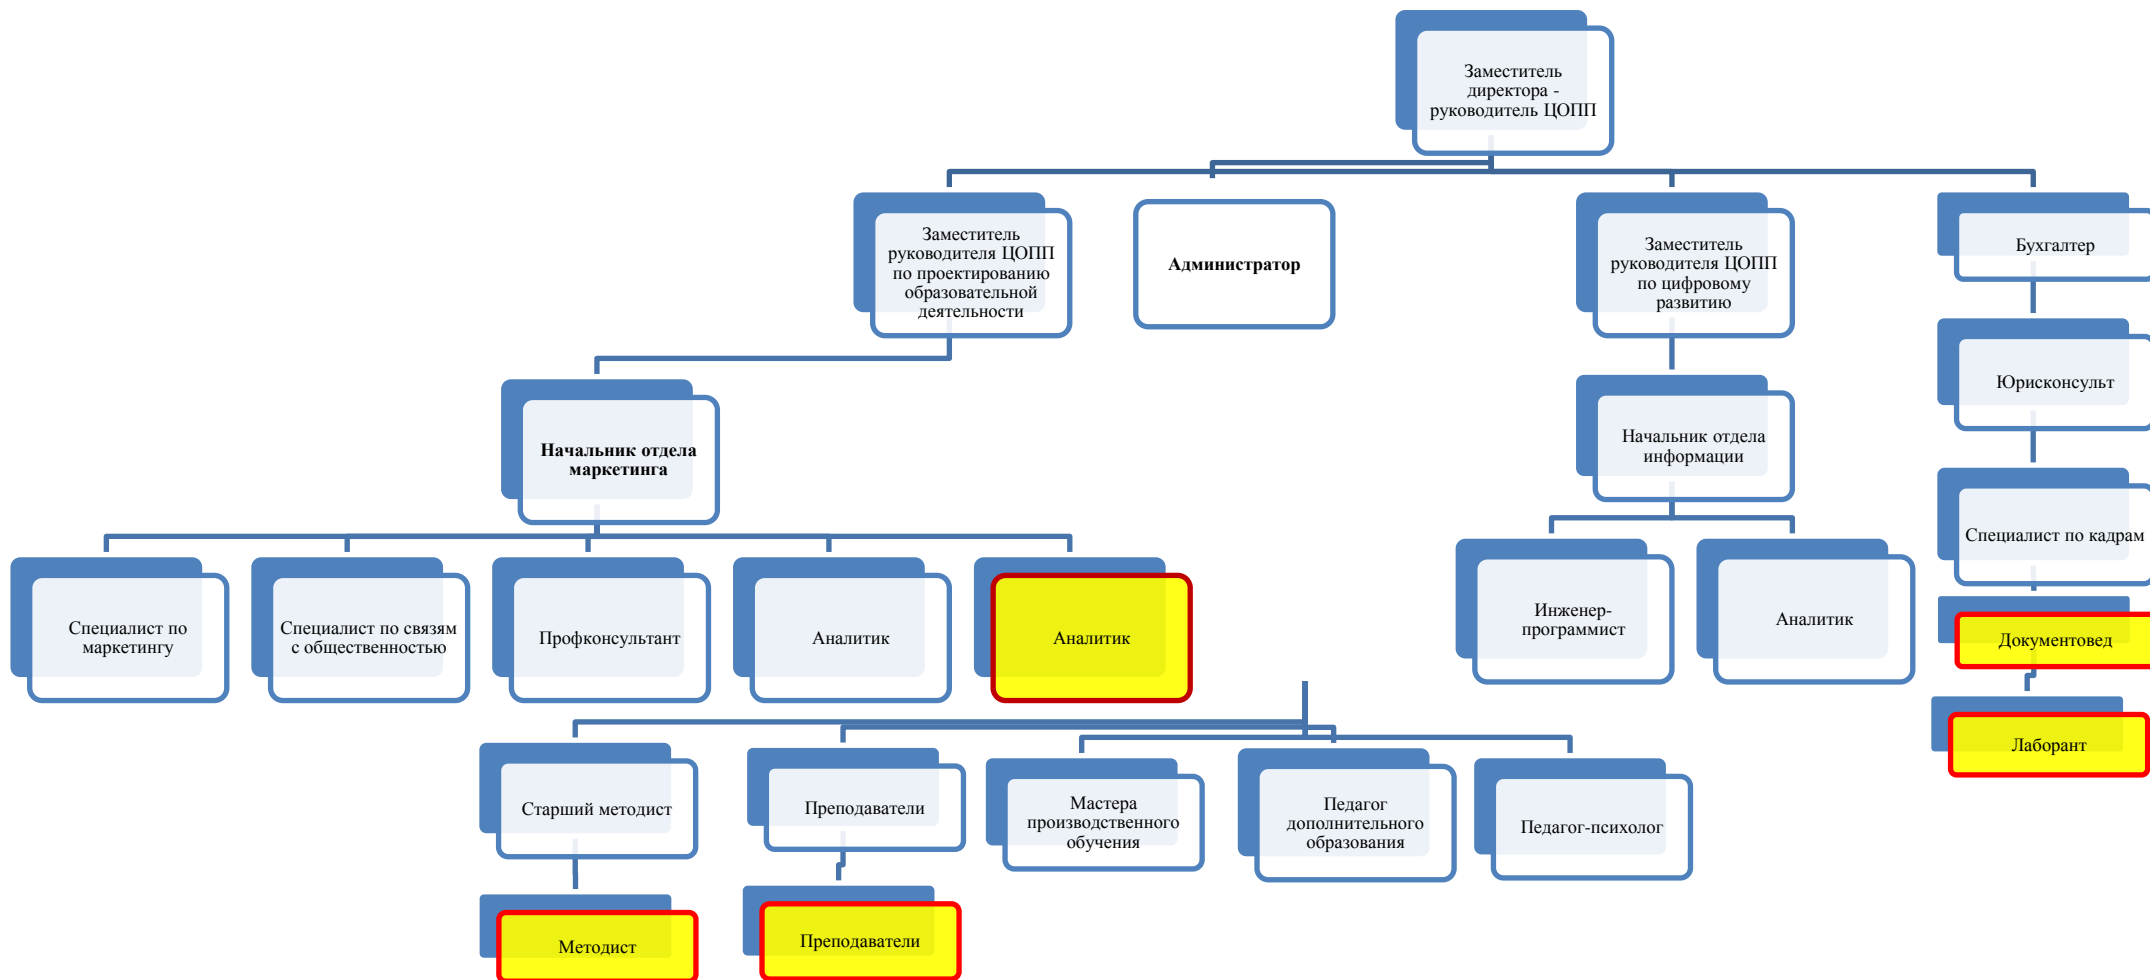 Заместитель
директора -
руководитель ЦОПП
Заместитель
руководителя ЦОПП
по проектированию
образовательной
деятельности
Администратор
Заместитель
руководителя ЦОПП
по цифровому
развитию
Бухгалтер
Юрисконсульт
Начальник отдела
маркетинга
Начальник отдела
информации
Специалист по кадрам
Специалист по
маркетингу
Специалист по связям
с общественностью
Профконсультант
Аналитик
Аналитик
Инженер-
программист
Аналитик
Документовед
Лаборант
Старший методист
Преподаватели
Мастера
производственного
обучения
Педагог
дополнительного
образования
Педагог-психолог
Методист
Преподаватели